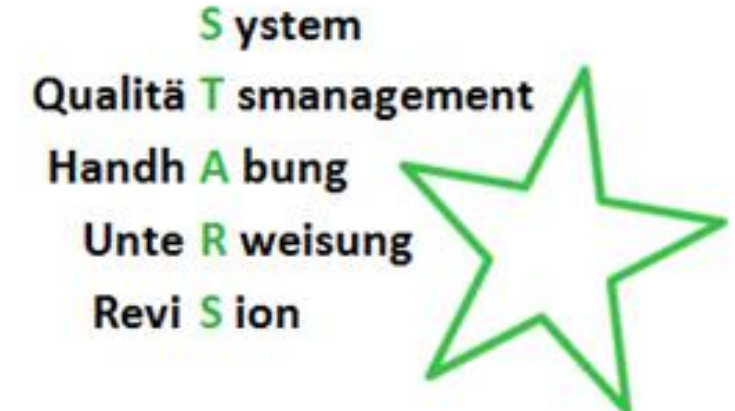 S ystem
Qualitä T smanagement
Handh A bung
Unte R weisung
Revi S ion